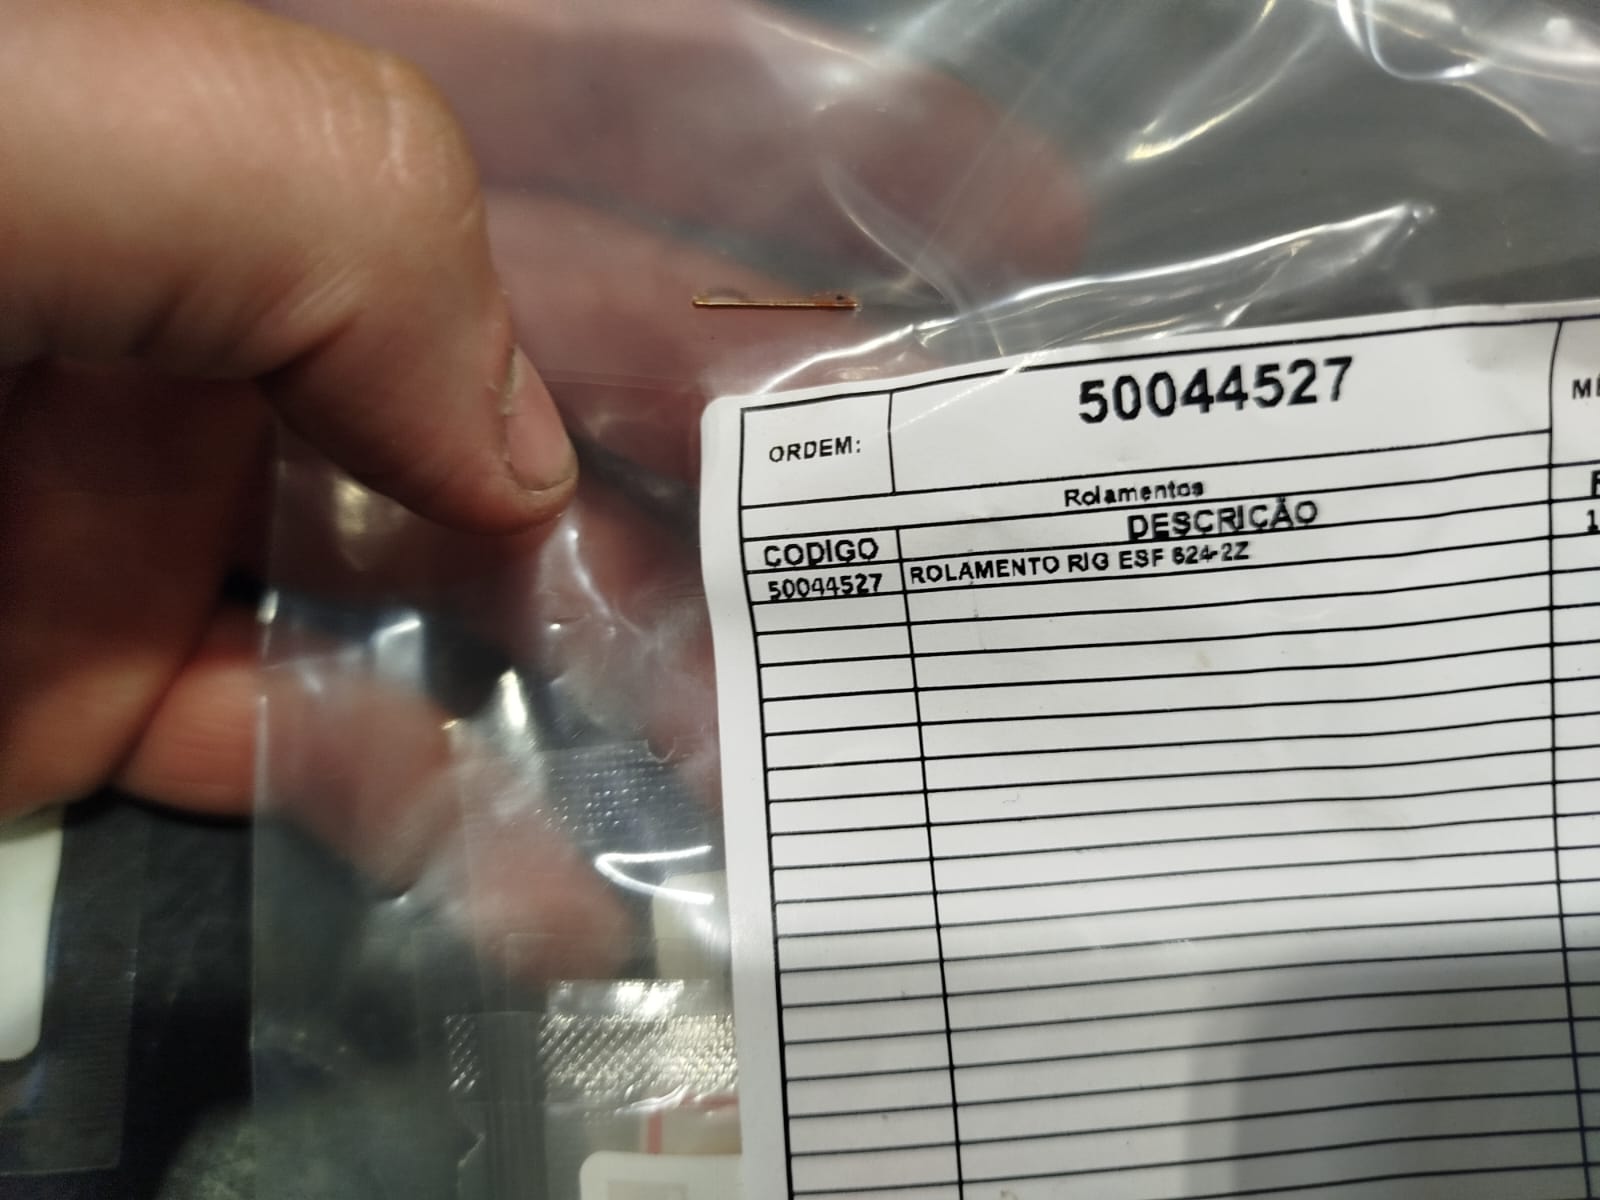 ORDEM: 50044527
Rolamentos
CODIGO DESCRIÇÃO
50044527 ROLAMENTO RIG ESF 624-2Z